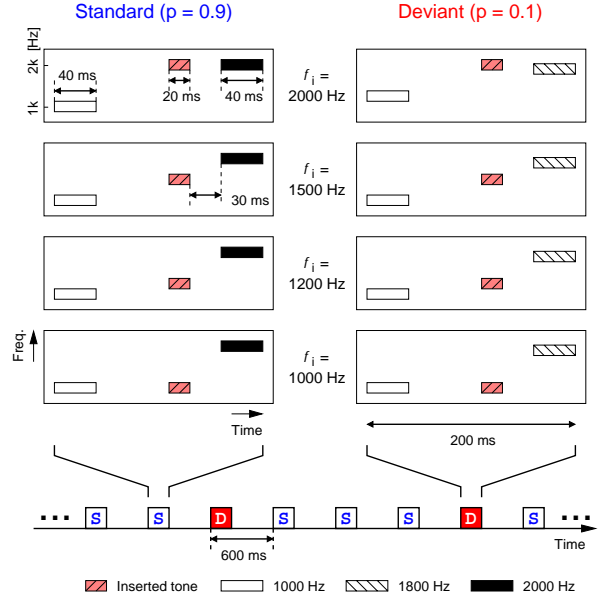 Standard (p = 0.9)
Deviant (p = 0.1)
[Hz]
2k
1k
40 ms
20 ms
40 ms
f i =
2000 Hz
30 ms
f i =
1500 Hz
f i =
1200 Hz
Freq.
f i =
1000 Hz
Time
200 ms
••• S S D S S S D S •••
600 ms
Time
Inserted tone 1000 Hz 1800 Hz 2000 Hz